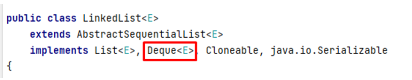 public class LinkedList<E>
extends AbstractSequentialList<E>
implements List<E>, Deque<E>, Cloneable, java.io.Serializable
{